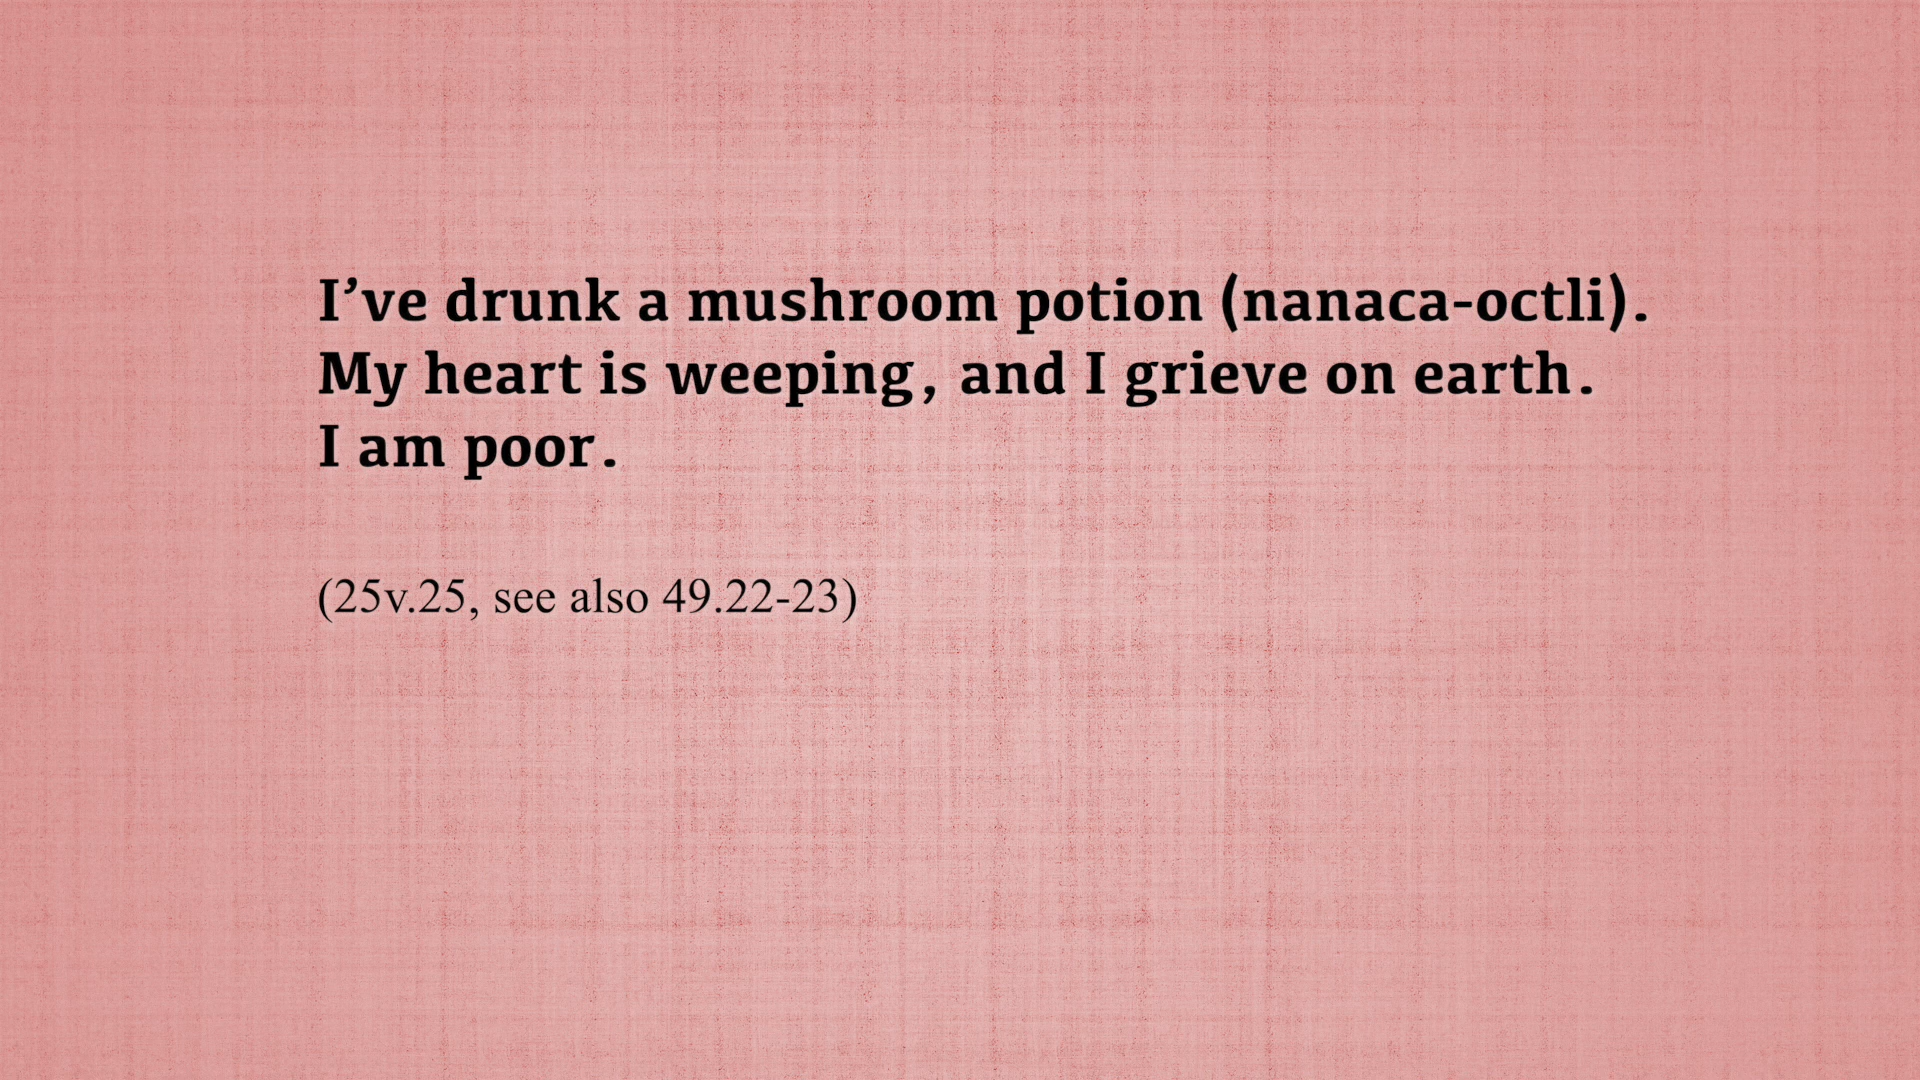 I’ve drunk a mushroom potion (nanaca-octli).
My heart is weeping, and I grieve on earth.
I am poor.
(25v.25, see also 49.22-23)